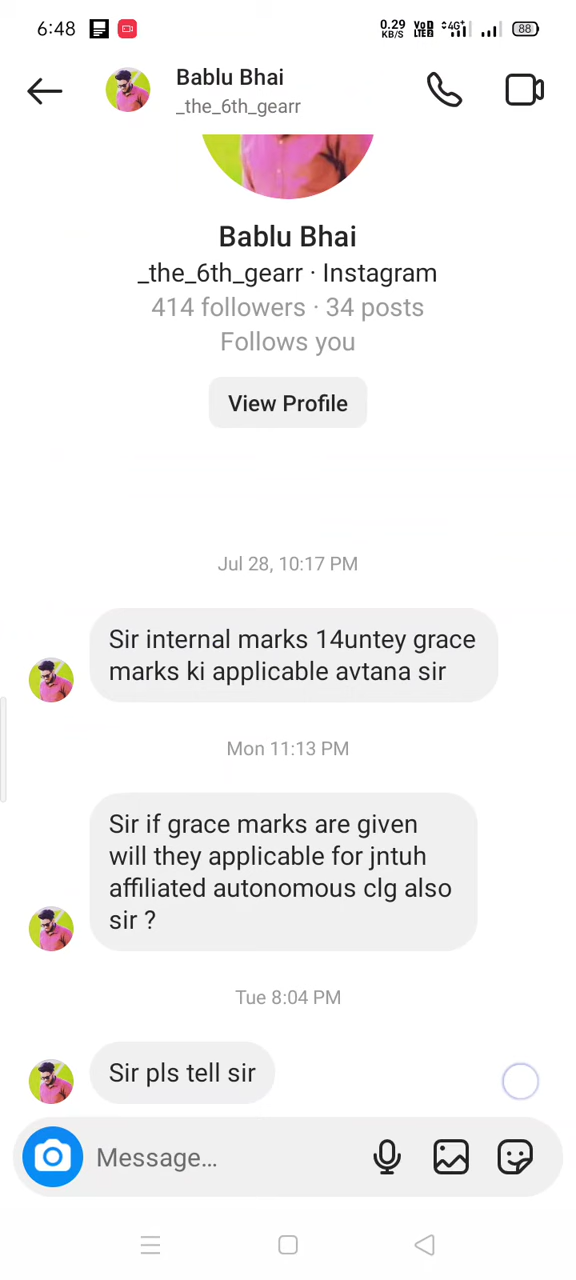 6:48 0.29 KB/S VoD LTE2 4G+ 88
Bablu Bhai
_the_6th_gearr
Bablu Bhai
_the_6th_gearr · Instagram
414 followers · 34 posts
Follows you
View Profile
Jul 28, 10:17 PM
Sir internal marks 14untey grace
marks ki applicable avtana sir
Mon 11:13 PM
Sir if grace marks are given
will they applicable for jntuh
affiliated autonomous clg also
sir ?
Tue 8:04 PM
Sir pls tell sir
Message...